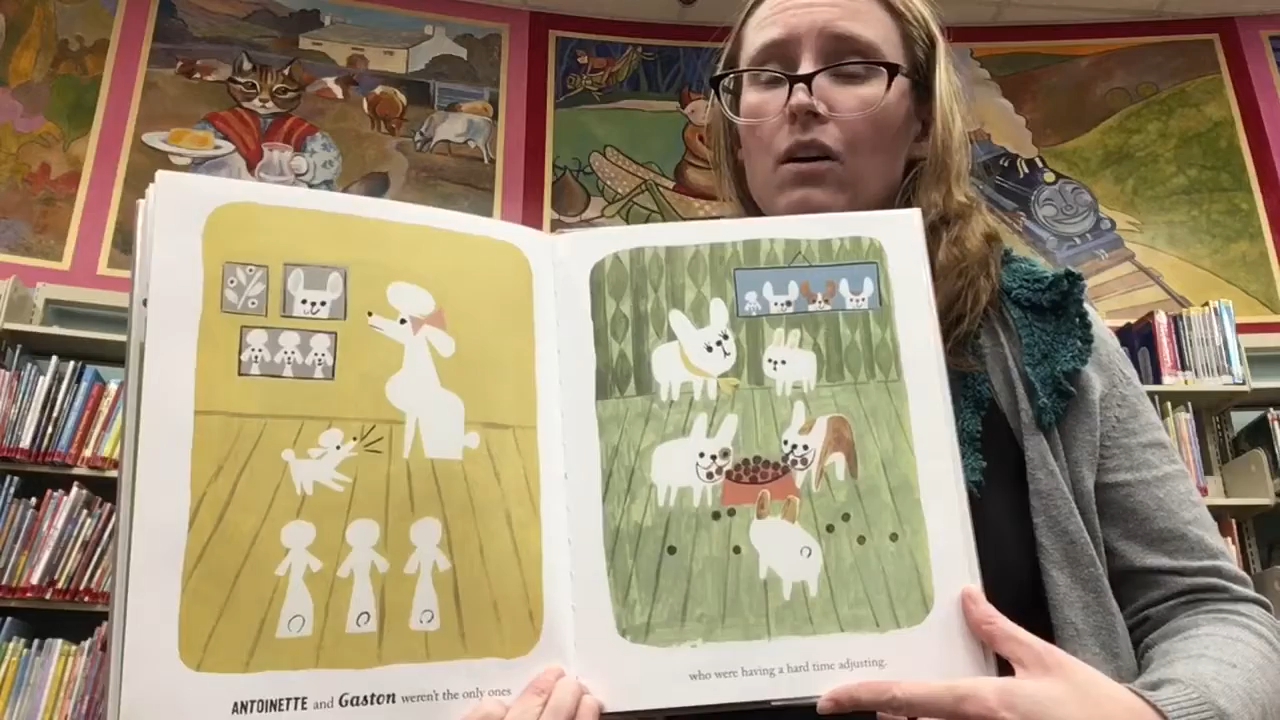 ANTOINETTE and Gaston weren't the only ones
who were having a hard time adjusting.